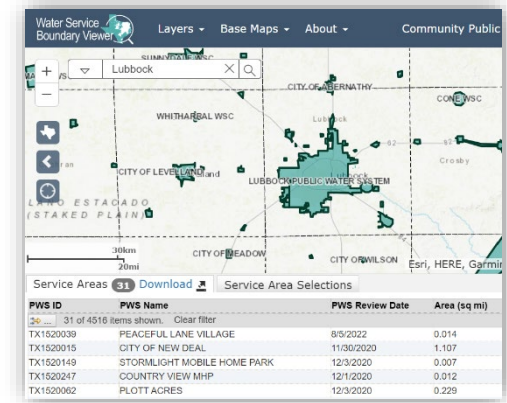 Water Service
Boundary Viewer
Layers
Base Maps
About
Community Public
SUNNYDALE WSC
Lubbock
CITY OF ABERNATHY
CONE WSC
WHITHARRAL WSC
Lubbock
62
Crosby
CITY OF LEVELLAND
LUBBOCK PUBLIC WATER SYSTEM
LLANO ESTACADO
(STAKED PLAIN)
30km
20mi
CITY OF MEADOW
CITY OF WILSON
Esri, HERE, Garmin
Service Areas 31 Download
Service Area Selections
PWS ID PWS Name PWS Review Date Area (sq mi)
... 31 of 4516 items shown. Clear filter
TX1520039 PEACEFUL LANE VILLAGE 8/5/2022 0.014
TX1520015 CITY OF NEW DEAL 11/30/2020 1.107
TX1520149 STORMLIGHT MOBILE HOME PARK 12/3/2020 0.007
TX1520247 COUNTRY VIEW MHP 12/1/2020 0.012
TX1520062 PLOTT ACRES 12/3/2020 0.229